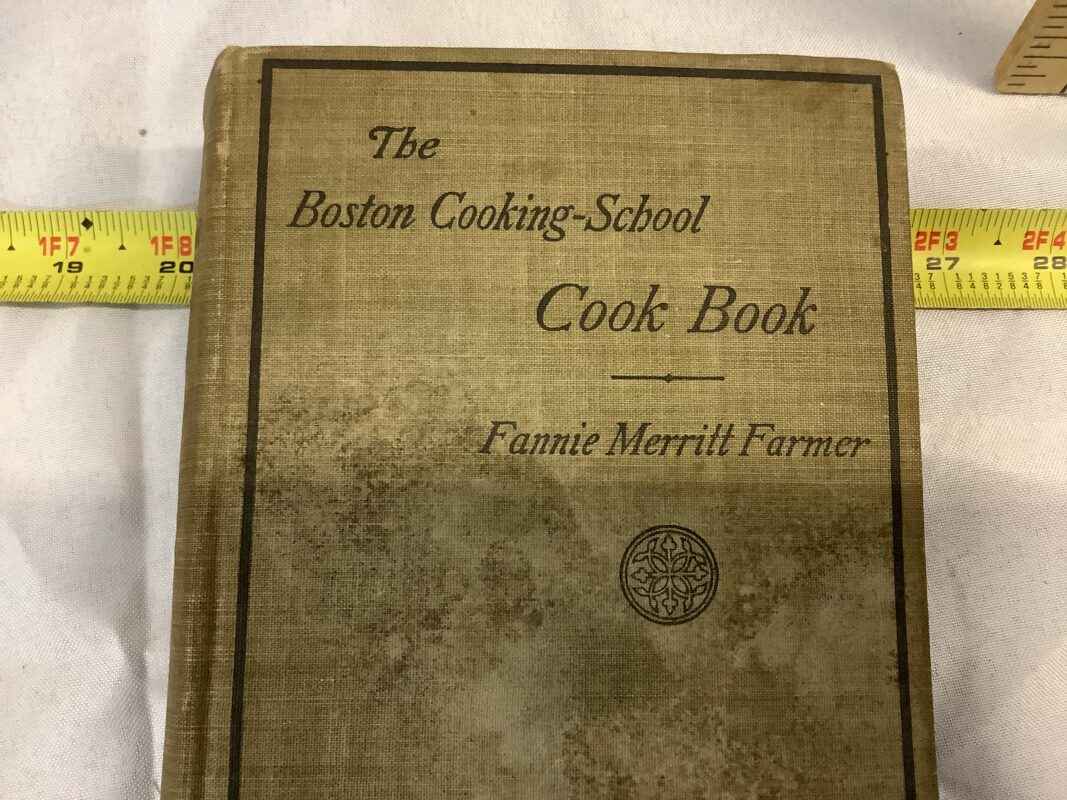 The
Boston Cooking-School
Cook Book
Fannie Merritt Farmer
1F7 1F8
19 20
2F3 2F4
27 28